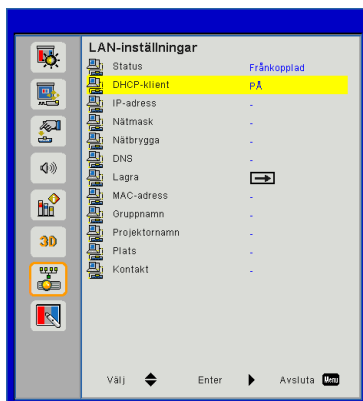 LAN-inställningar
Status Frånkopplad
DHCP-klient PÅ
IP-adress -
Nätmask -
Nätbrygga -
DNS -
Lagra
MAC-adress -
Gruppnamn -
Projektornamn -
Plats -
Kontakt -
3D
Välj Enter Avsluta Menu